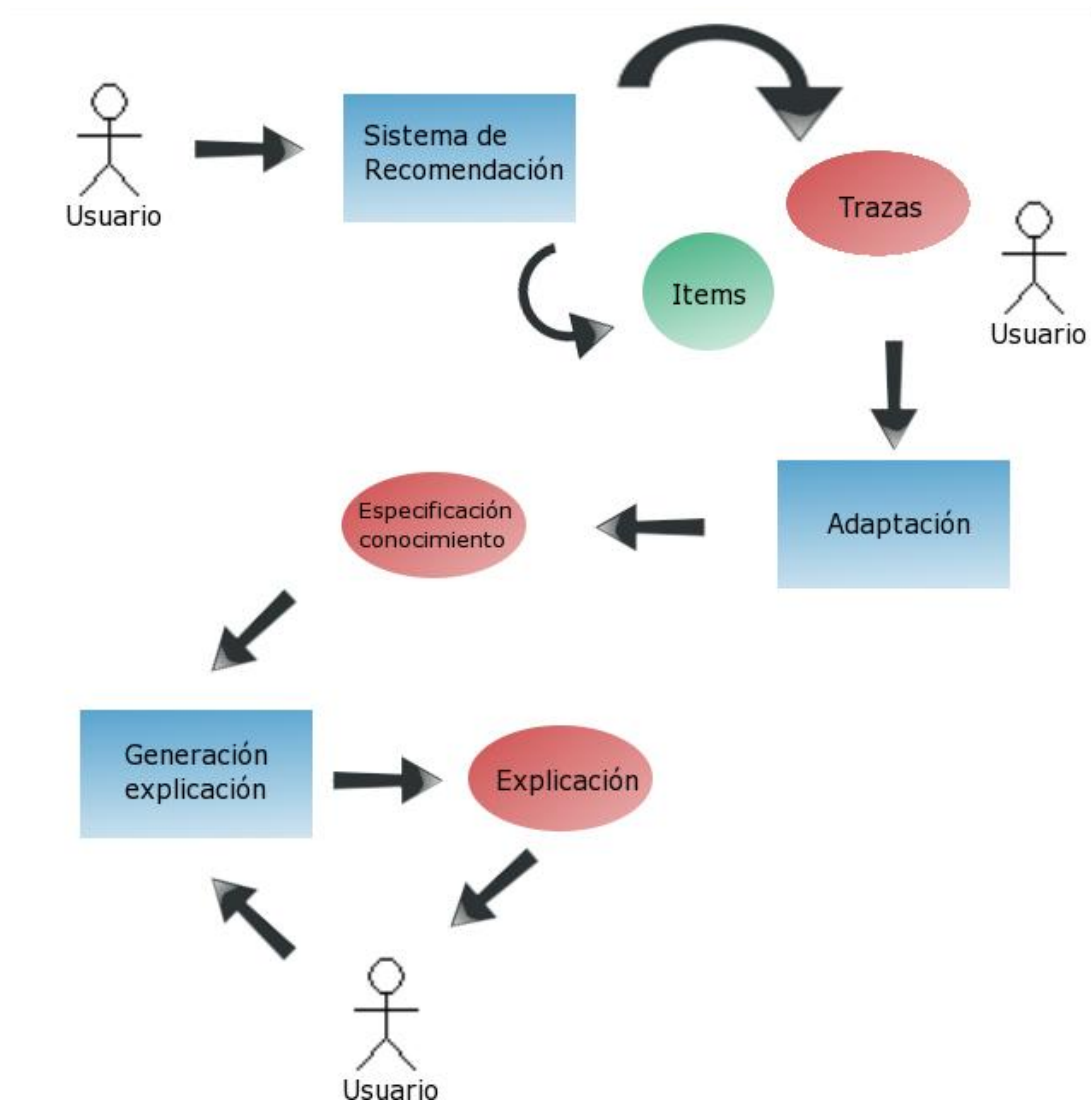 Usuario
Sistema de
Recomendación
Trazas
Items
Usuario
Especificación
conocimiento
Adaptación
Generación
explicación
Explicación
Usuario